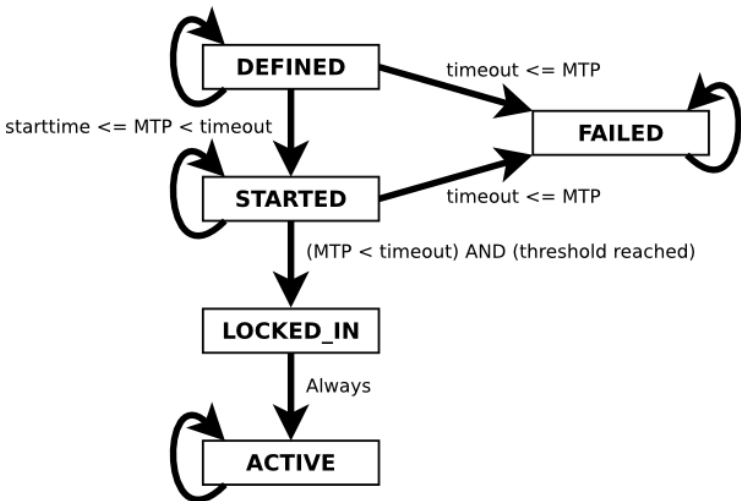 DEFINED
timeout <= MTP
FAILED
starttime <= MTP < timeout
STARTED
timeout <= MTP
(MTP < timeout) AND (threshold reached)
LOCKED_IN
Always
ACTIVE